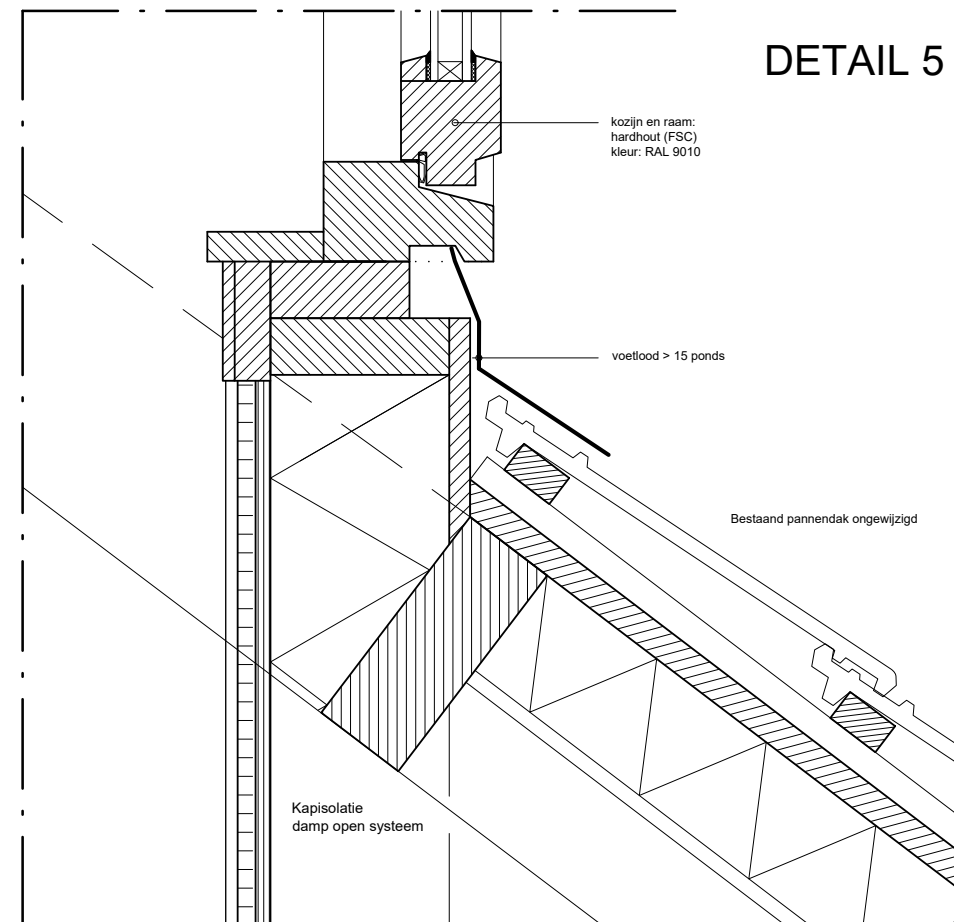 DETAIL 5
kozijn en raam:
hardhout (FSC)
kleur: RAL 9010
voetlood > 15 ponds
Bestaand pannendak ongewijzigd
Kapisolatie
damp open systeem